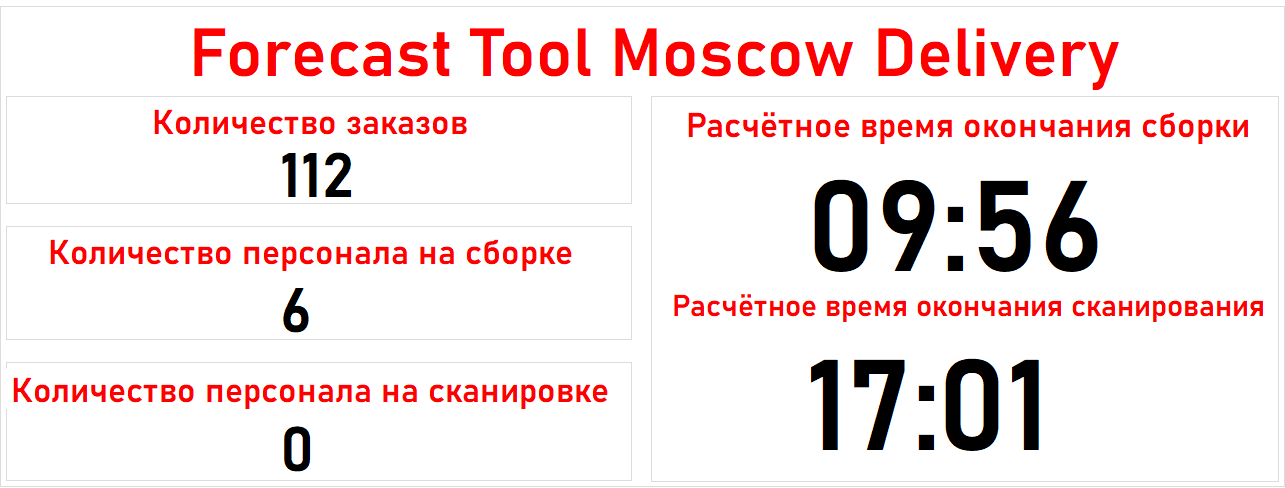 Forecast Tool Moscow Delivery
Количество заказов
112
Количество персонала на сборке
6
Количество персонала на сканировке
0
Расчётное время окончания сборки
09:56
Расчётное время окончания сканирования
17:01